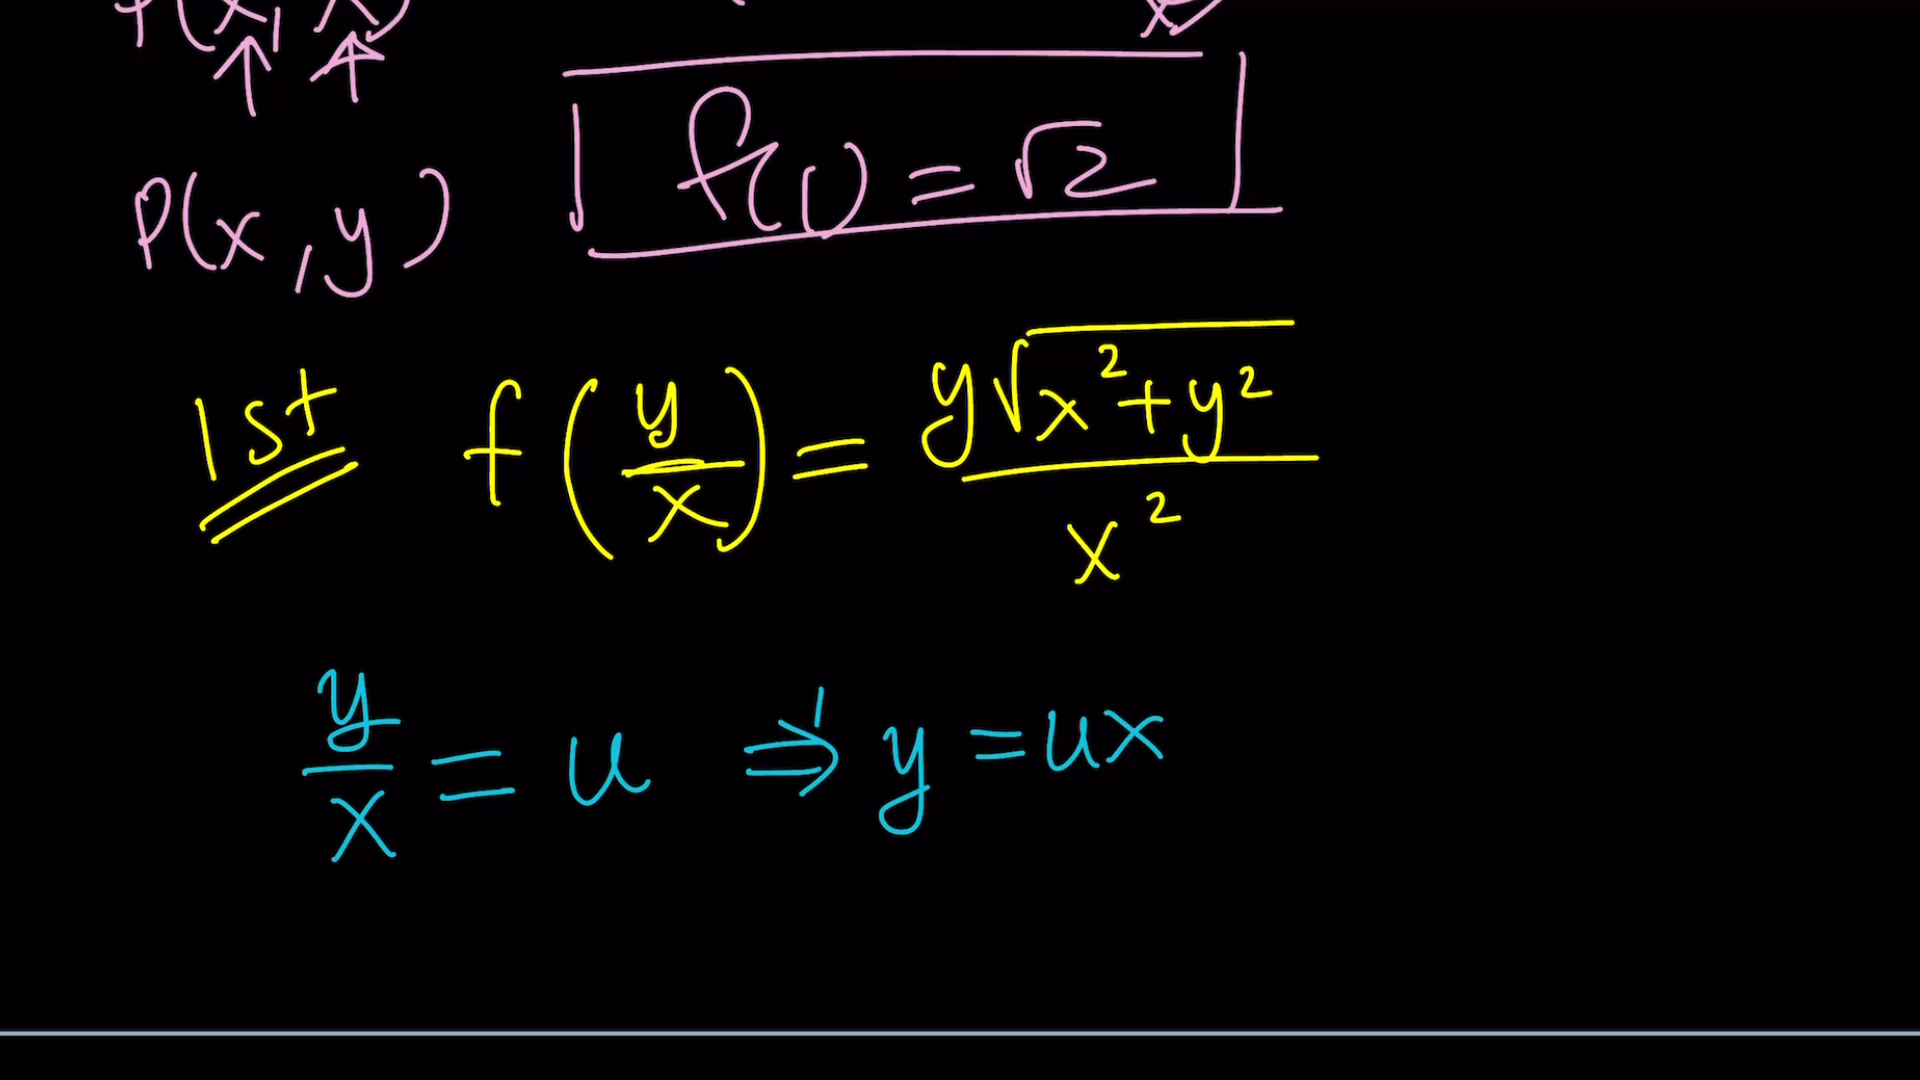 P(x, x)
P(x, y)
f(1) = √2
1st f(y/x) = y√(x²+y²) / x²
y/x = u ⇒ y = ux